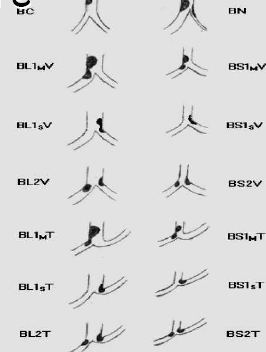 BC BN
BL1MV BS1MV
BL1sV BS1sV
BL2V BS2V
BL1MT BS1MT
BL1sT BS1sT
BL2T BS2T